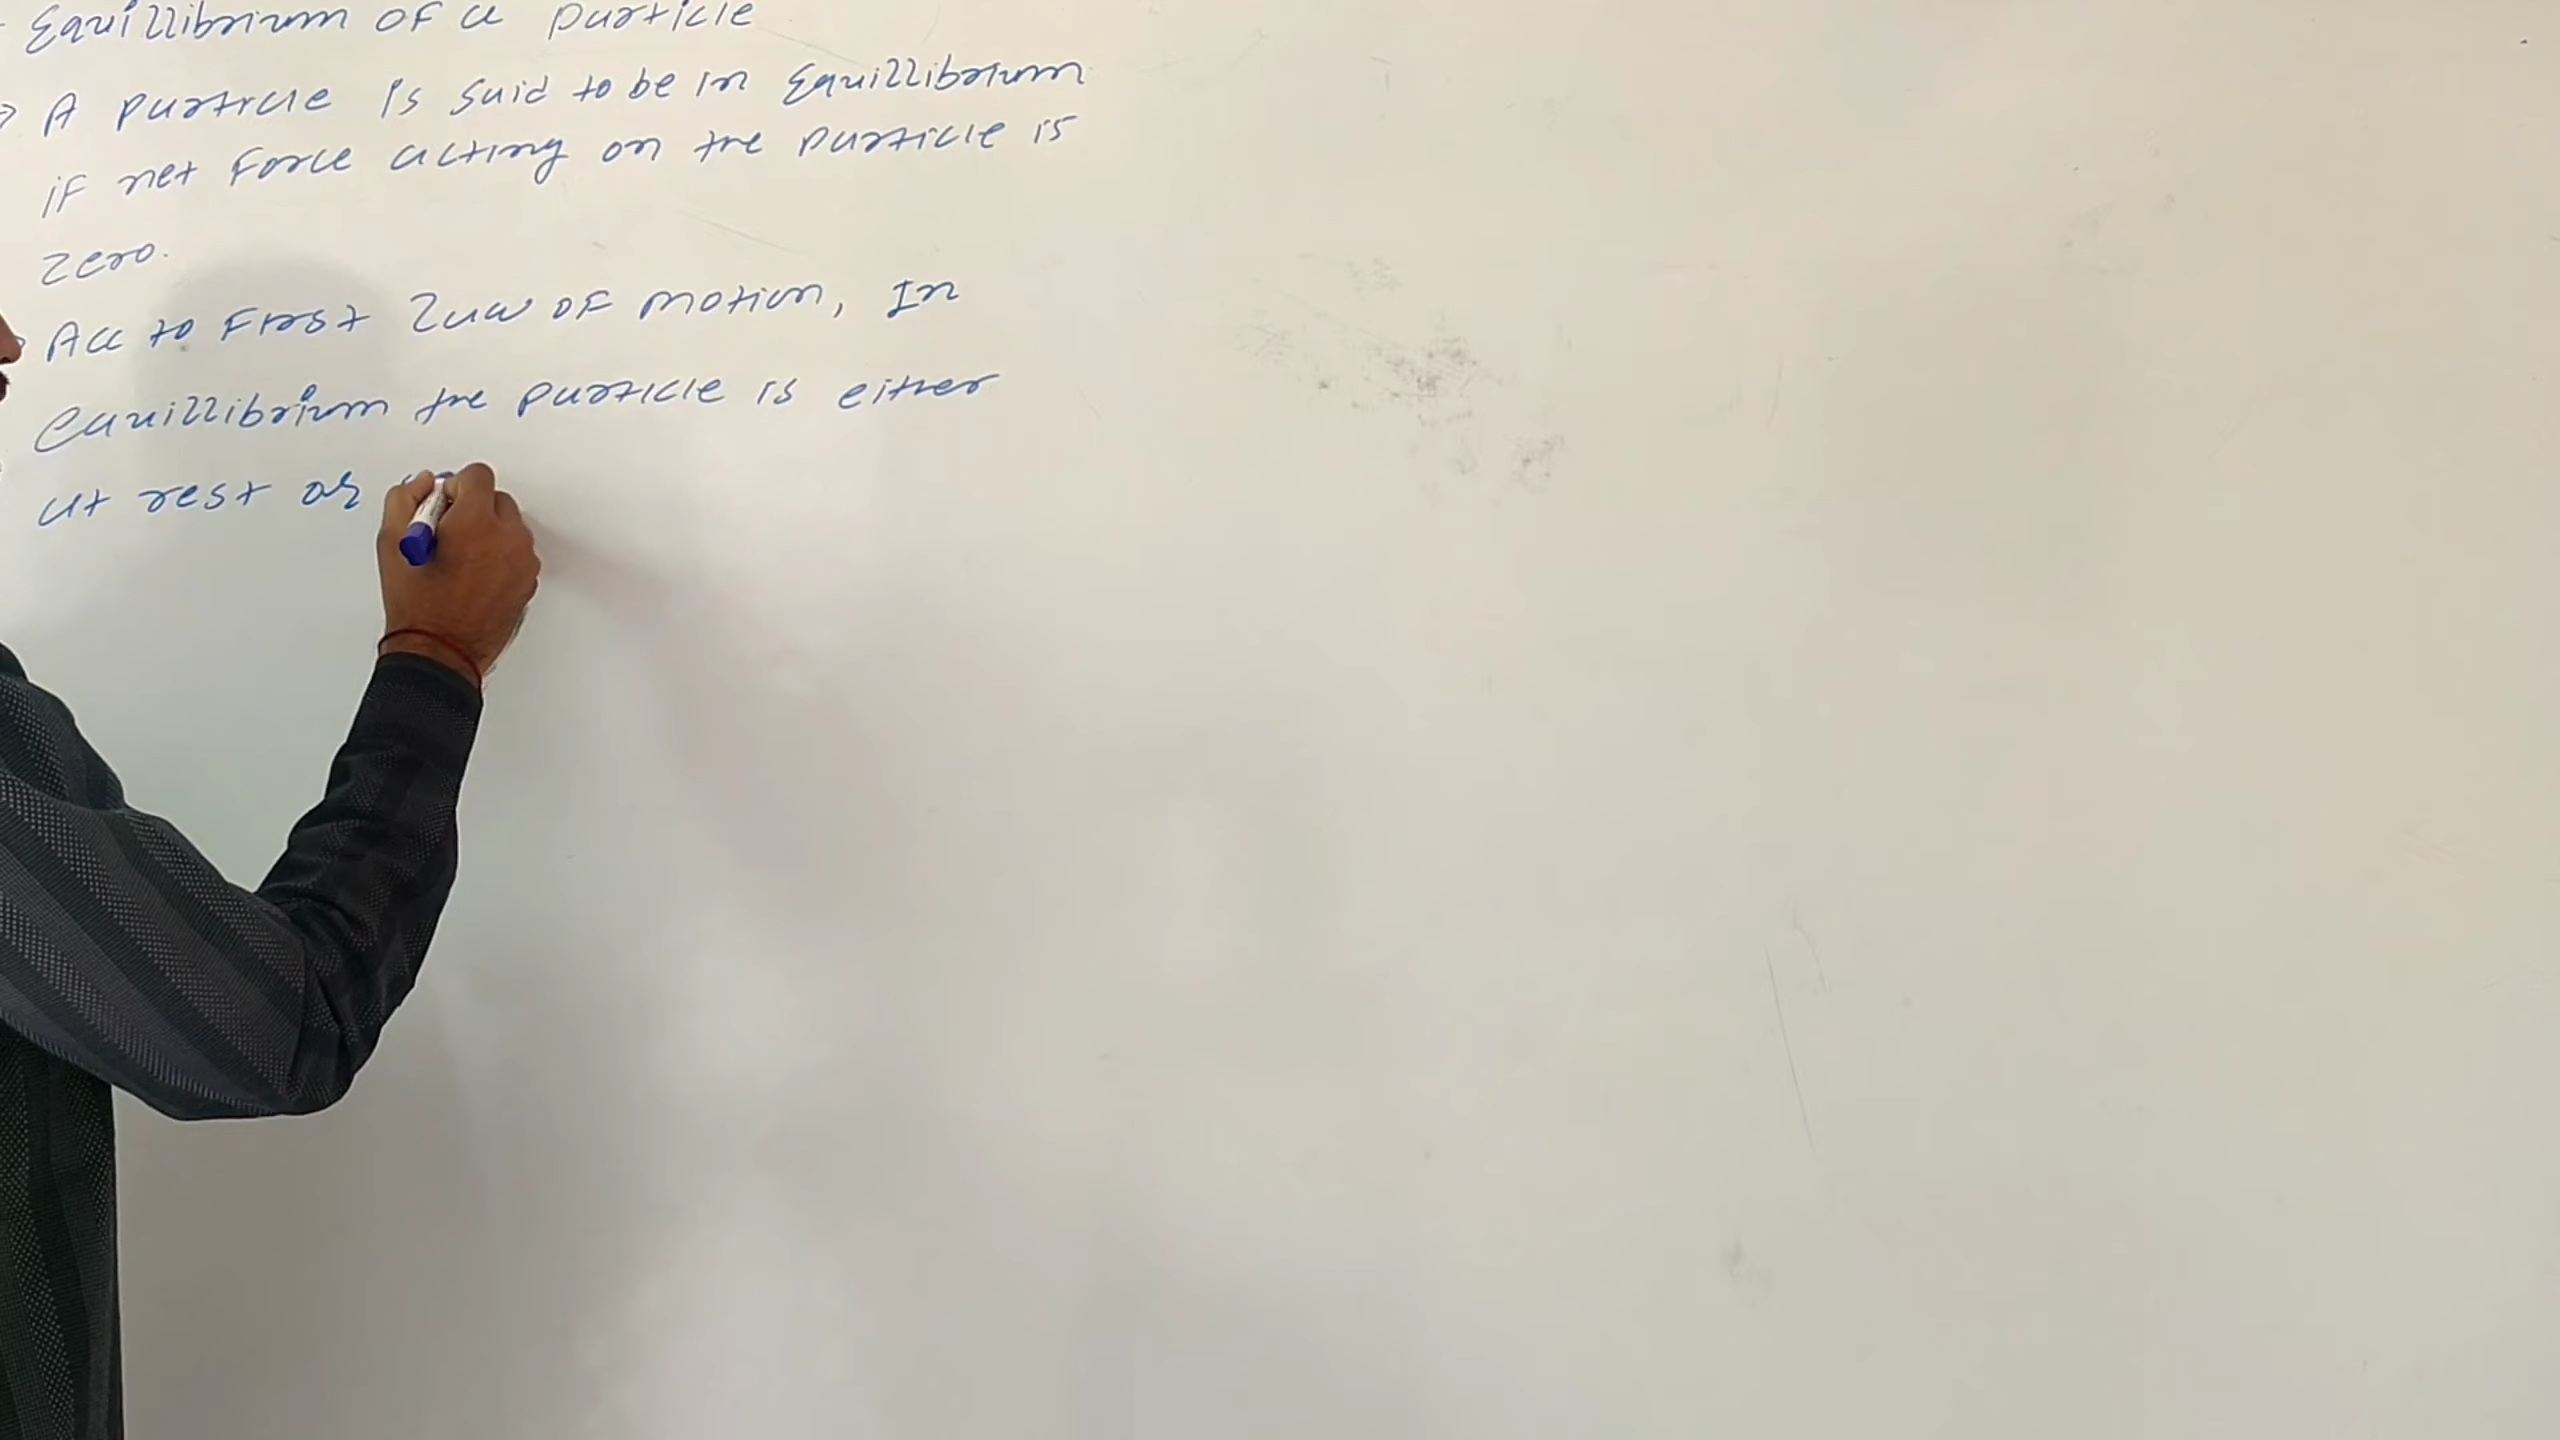 Equillibrium OF a particle
→ A particle is said to be in Equillibrium
if net force acting on the particle is
zero.
Acc to First Law OF motion, In
equillibrium the particle is either
at rest or